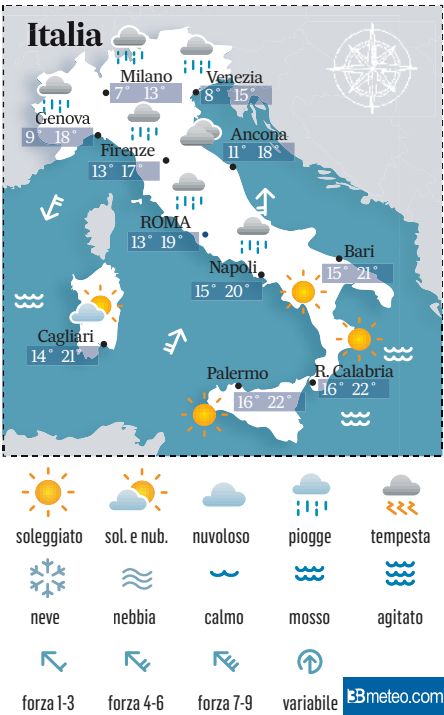 Italia
Milano
7° 13°
Venezia
8° 15°
Genova
9° 18°
Firenze
13° 17°
Ancona
11° 18°
ROMA
13° 19°
Napoli
15° 20°
Bari
15° 21°
Cagliari
14° 21°
Palermo
16° 22°
R. Calabria
16° 22°
soleggiato sol. e nub. nuvoloso piogge tempesta
neve nebbia calmo mosso agitato
forza 1-3 forza 4-6 forza 7-9 variabile
3Bmeteo.com